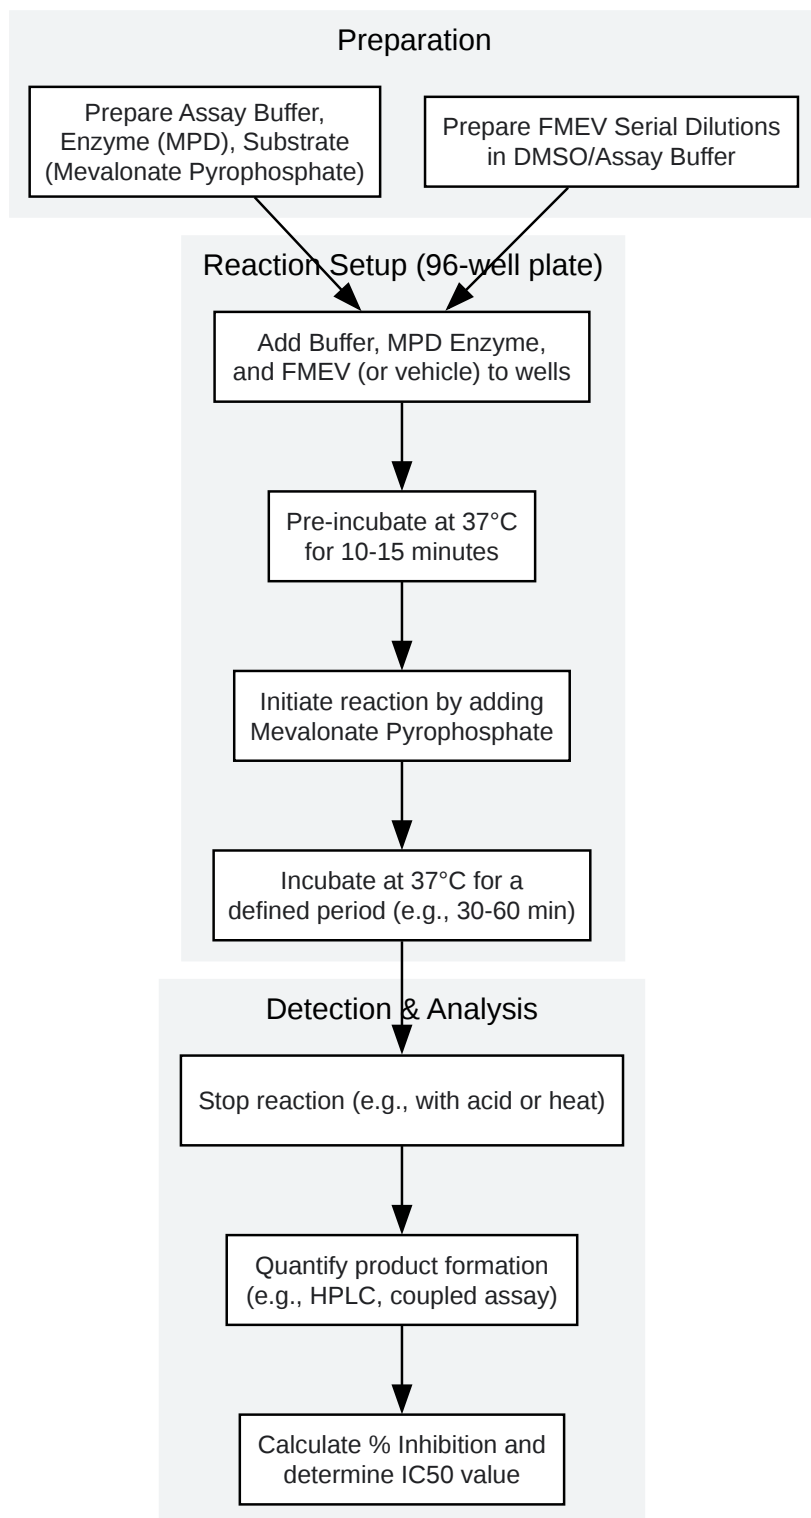 Preparation
Prepare Assay Buffer,
Enzyme (MPD), Substrate
(Mevalonate Pyrophosphate)
Prepare FMEV Serial Dilutions
in DMSO/Assay Buffer
Reaction Setup (96-well plate)
Add Buffer, MPD Enzyme,
and FMEV (or vehicle) to wells
Pre-incubate at 37°C
for 10-15 minutes
Initiate reaction by adding
Mevalonate Pyrophosphate
Incubate at 37°C for a
defined period (e.g., 30-60 min)
Detection & Analysis
Stop reaction (e.g., with acid or heat)
Quantify product formation
(e.g., HPLC, coupled assay)
Calculate % Inhibition and
determine IC50 value